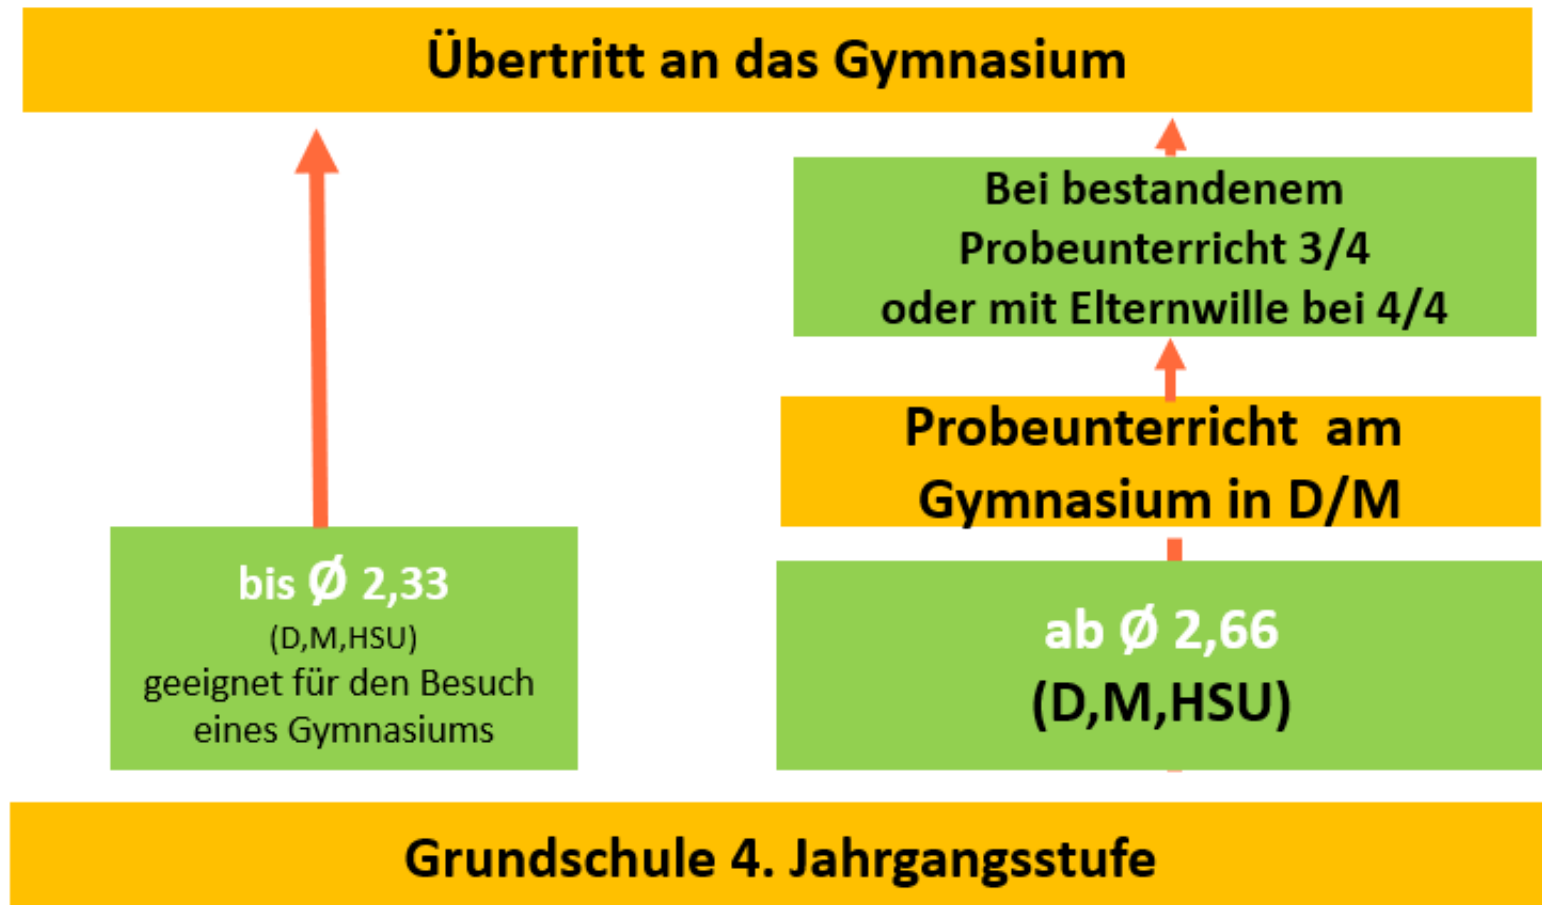 Übertritt an das Gymnasium
Bei bestandenem
Probeunterricht 3/4
oder mit Elternwille bei 4/4
Probeunterricht am
Gymnasium in D/M
bis Ø 2,33
(D,M,HSU)
geeignet für den Besuch
eines Gymnasiums
ab Ø 2,66
(D,M,HSU)
Grundschule 4. Jahrgangsstufe